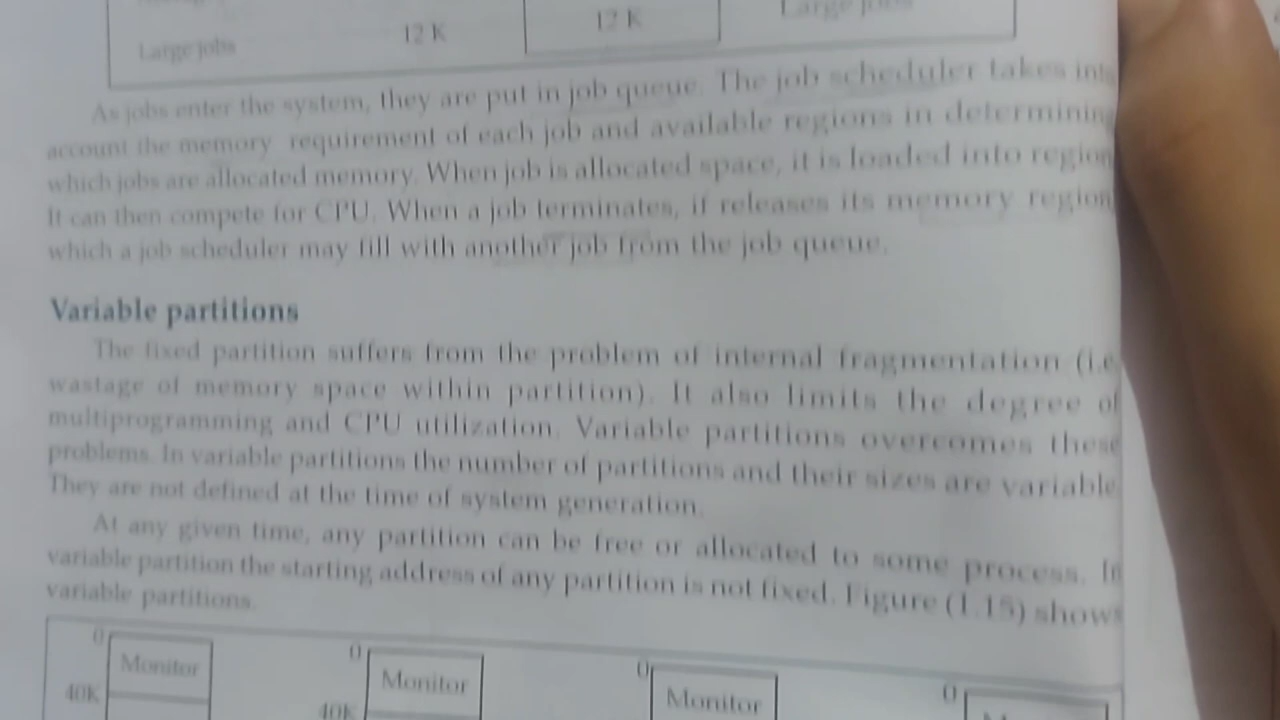 Large jobs 12 K 12 K Large jobs
As jobs enter the system, they are put in job queue. The job scheduler takes into
account the memory requirement of each job and available regions in determining
which jobs are allocated memory. When job is allocated space, it is loaded into region
It can then compete for CPU. When a job terminates, if releases its memory region
which a job scheduler may fill with another job from the job queue.
Variable partitions
The fixed partition suffers from the problem of internal fragmentation (i.e
wastage of memory space within partition). It also limits the degree of
multiprogramming and CPU utilization. Variable partitions overcomes these
problems. In variable partitions the number of partitions and their sizes are variable
They are not defined at the time of system generation.
At any given time, any partition can be free or allocated to some process. In
variable partition the starting address of any partition is not fixed. Figure (1.15) shows
variable partitions.
0 0 0 0
Monitor Monitor Monitor
40K 40K